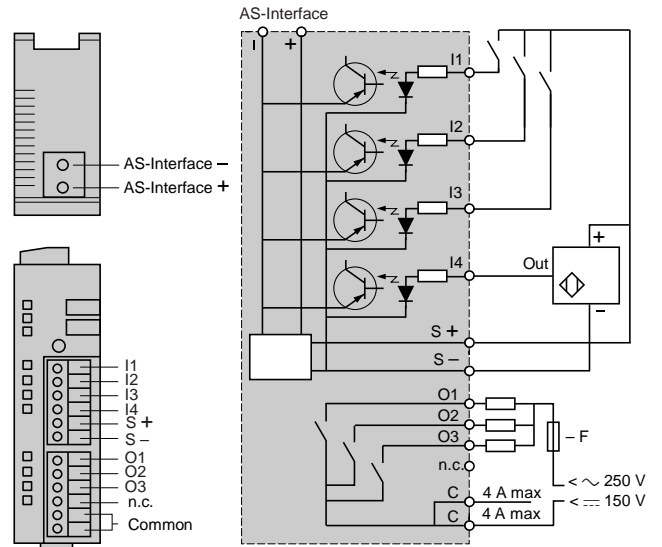 AS-Interface
− +
I1
I2
I3
I4
Out
+
−
S +
S −
O1
O2
O3
n.c.
C 4 A max
C 4 A max
− F
< ~ 250 V
< ⎓ 150 V
AS-Interface −
AS-Interface +
I1
I2
I3
I4
S +
S −
O1
O2
O3
n.c.
Common